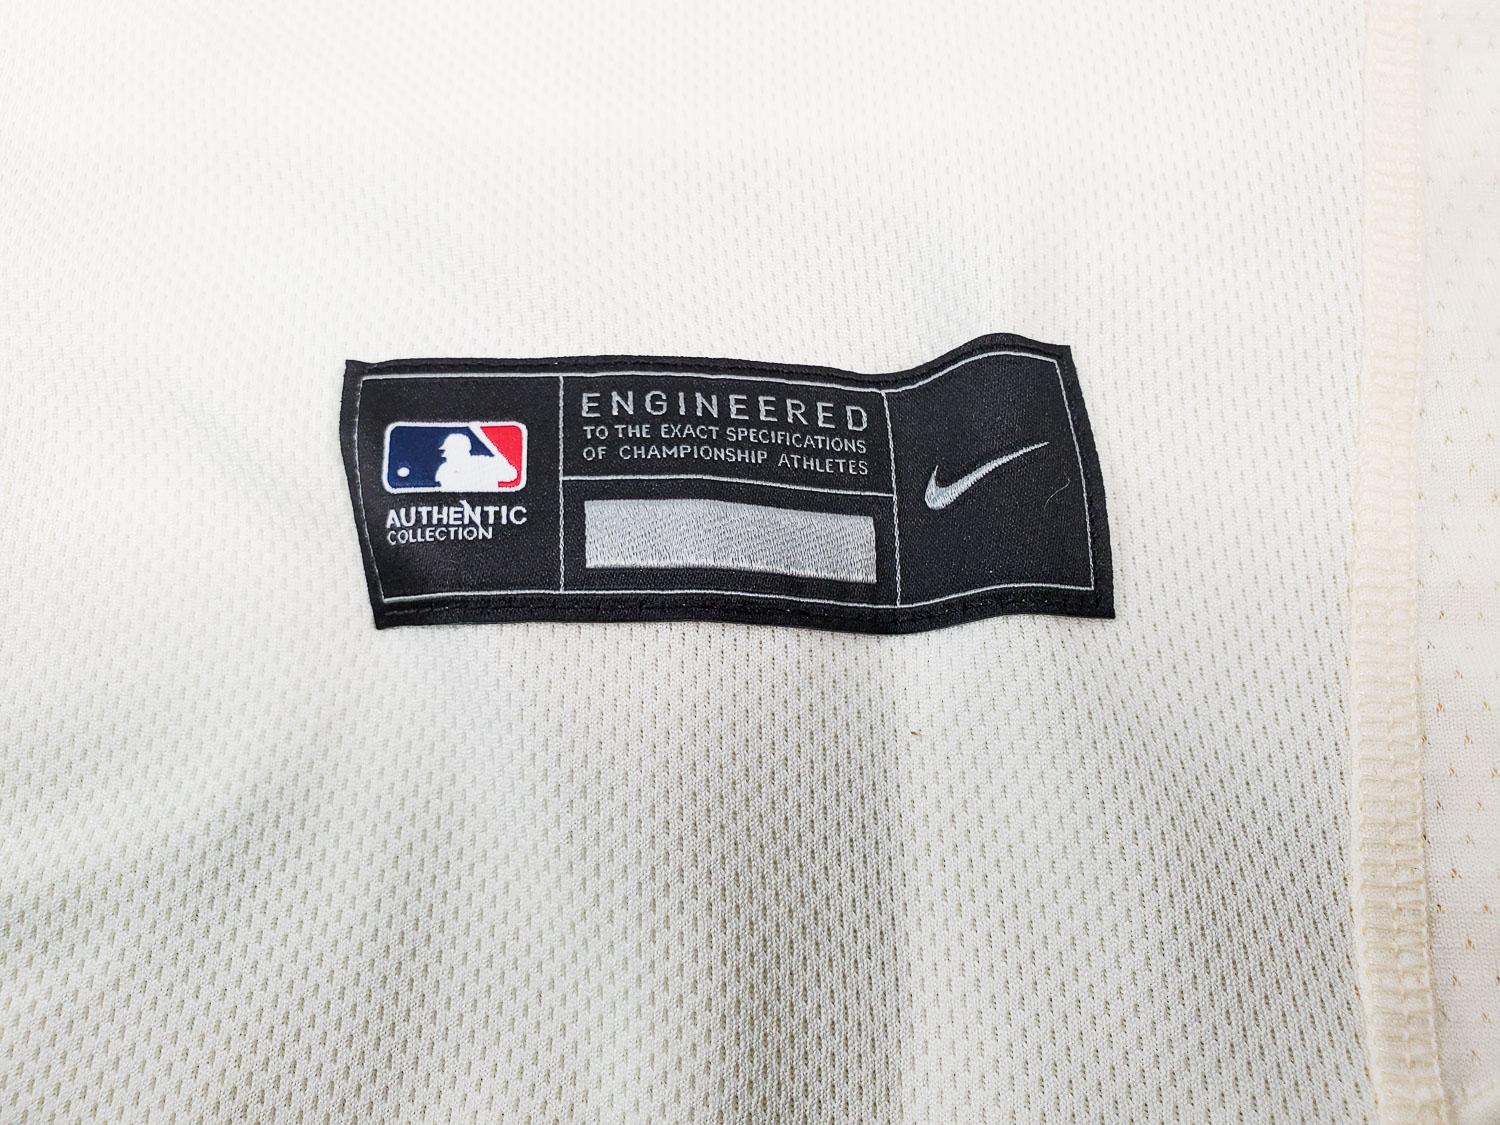 AUTHENTIC
COLLECTION
ENGINEERED
TO THE EXACT SPECIFICATIONS
OF CHAMPIONSHIP ATHLETES